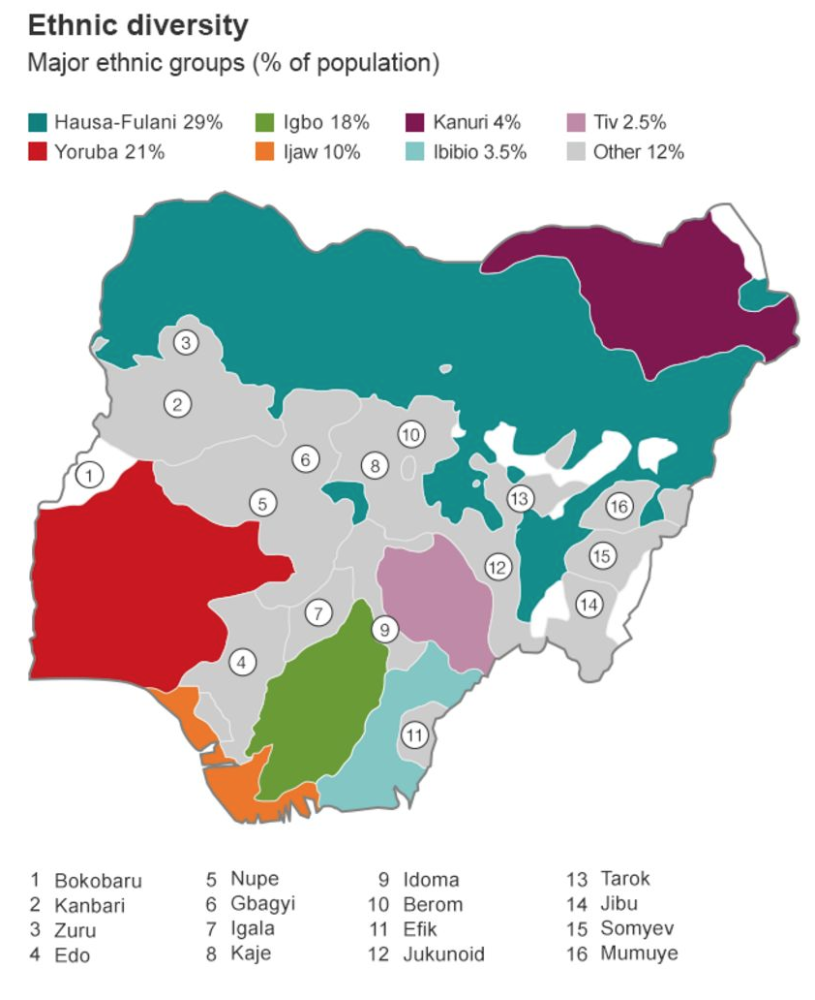 Ethnic diversity
Major ethnic groups (% of population)
Hausa-Fulani 29% Igbo 18% Kanuri 4% Tiv 2.5%
Yoruba 21% Ijaw 10% Ibibio 3.5% Other 12%
3
2
10
1
6
8
5
13
16
15
12
14
7
9
4
11
1 Bokobaru 5 Nupe 9 Idoma 13 Tarok
2 Kanbari 6 Gbagyi 10 Berom 14 Jibu
3 Zuru 7 Igala 11 Efik 15 Somyev
4 Edo 8 Kaje 12 Jukunoid 16 Mumuye